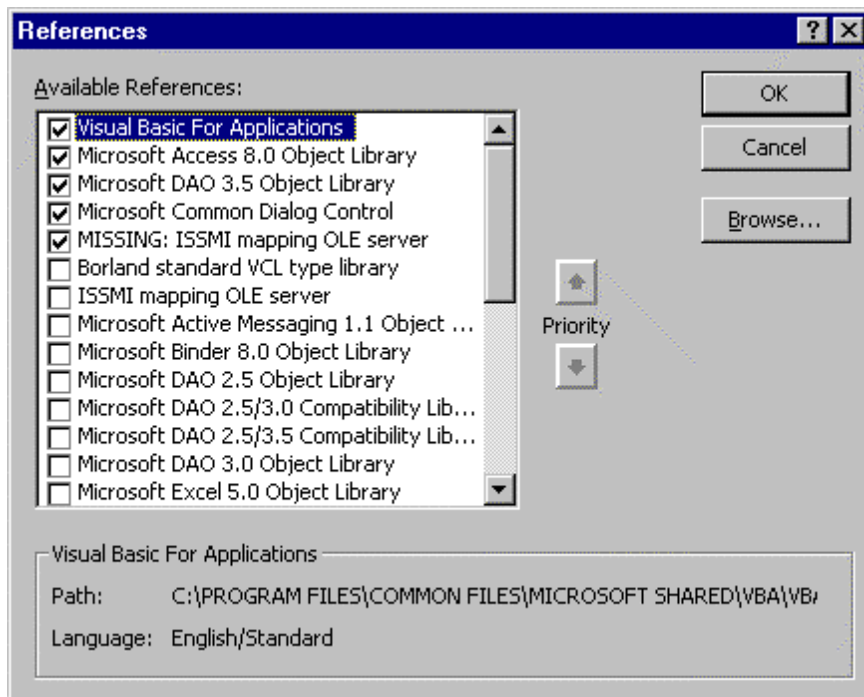 References
Available References:
OK
Cancel
Browse...
Visual Basic For Applications
Microsoft Access 8.0 Object Library
Microsoft DAO 3.5 Object Library
Microsoft Common Dialog Control
MISSING: ISSMI mapping OLE server
Borland standard VCL type library
ISSMI mapping OLE server
Microsoft Active Messaging 1.1 Object ...
Microsoft Binder 8.0 Object Library
Microsoft DAO 2.5 Object Library
Microsoft DAO 2.5/3.0 Compatibility Lib...
Microsoft DAO 2.5/3.5 Compatibility Lib...
Microsoft DAO 3.0 Object Library
Microsoft Excel 5.0 Object Library
Priority
Visual Basic For Applications
Path: C:\PROGRAM FILES\COMMON FILES\MICROSOFT SHARED\VBA\VBA
Language: English/Standard